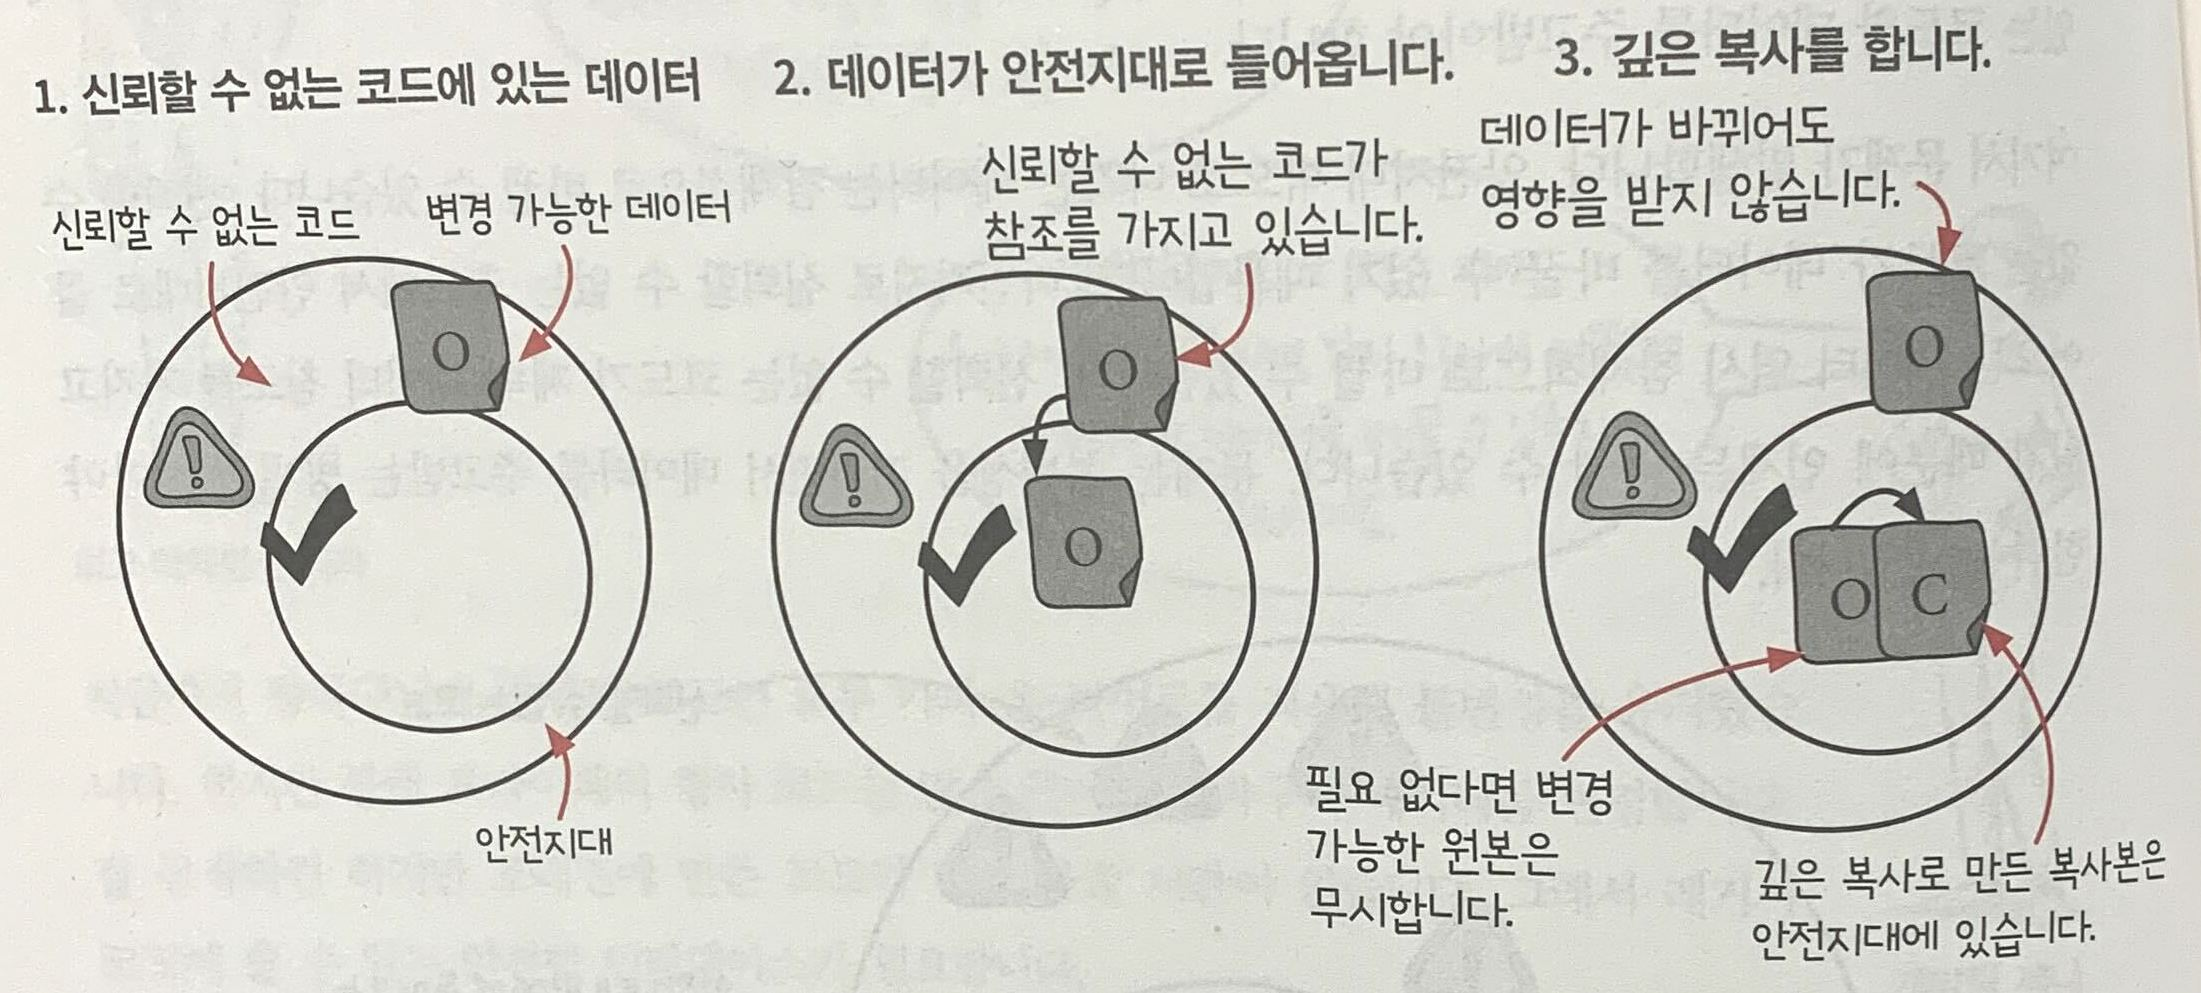 1. 신뢰할 수 없는 코드에 있는 데이터
신뢰할 수 없는 코드
변경 가능한 데이터
O
안전지대
2. 데이터가 안전지대로 들어옵니다.
신뢰할 수 없는 코드가
참조를 가지고 있습니다.
O
O
3. 깊은 복사를 합니다.
데이터가 바뀌어도
영향을 받지 않습니다.
O
O C
필요 없다면 변경
가능한 원본은
무시합니다.
깊은 복사로 만든 복사본은
안전지대에 있습니다.